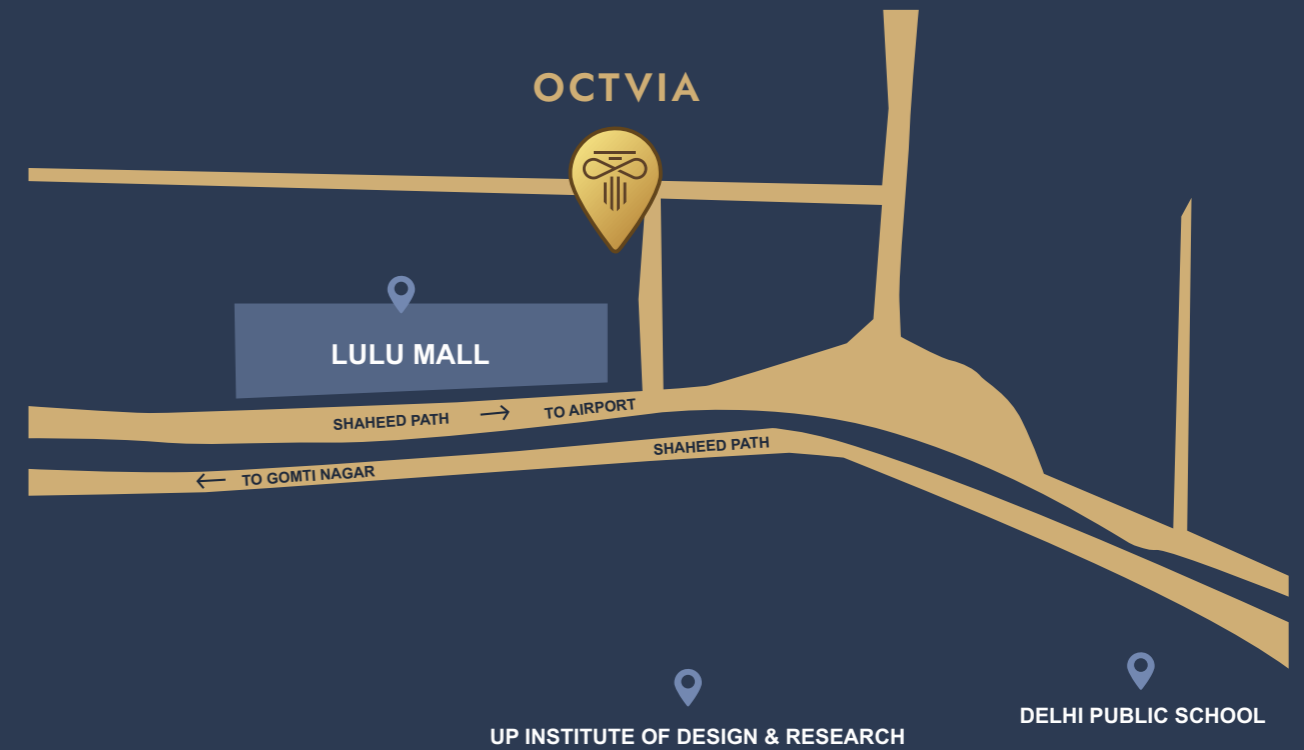 OCTVIA
LULU MALL
SHAHEED PATH → TO AIRPORT
SHAHEED PATH
← TO GOMTI NAGAR
DELHI PUBLIC SCHOOL
UP INSTITUTE OF DESIGN & RESEARCH